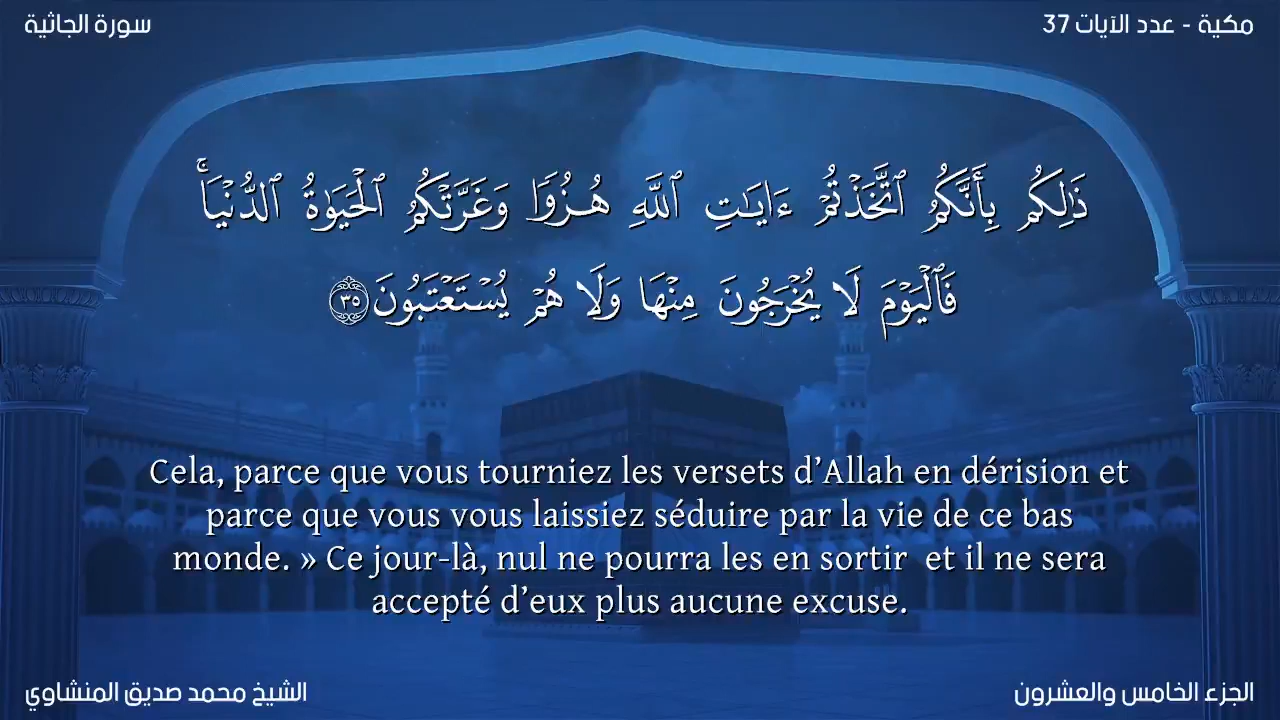 سورة الجاثية
مكية - عدد الآيات 37
ذَٰلِكُم بِأَنَّكُمُ ٱتَّخَذْتُمْ ءَايَـٰتِ ٱللَّهِ هُزُوًا وَغَرَّتْكُمُ ٱلْحَيَوٰةُ ٱلدُّنْيَا ۚ
فَٱلْيَوْمَ لَا يُخْرَجُونَ مِنْهَا وَلَا هُمْ يُسْتَعْتَبُونَ ٣٥
Cela, parce que vous tourniez les versets d’Allah en dérision et
parce que vous vous laissiez séduire par la vie de ce bas
monde. » Ce jour-là, nul ne pourra les en sortir  et il ne sera
accepté d’eux plus aucune excuse.
الشيخ محمد صديق المنشاوي
الجزء الخامس والعشرون